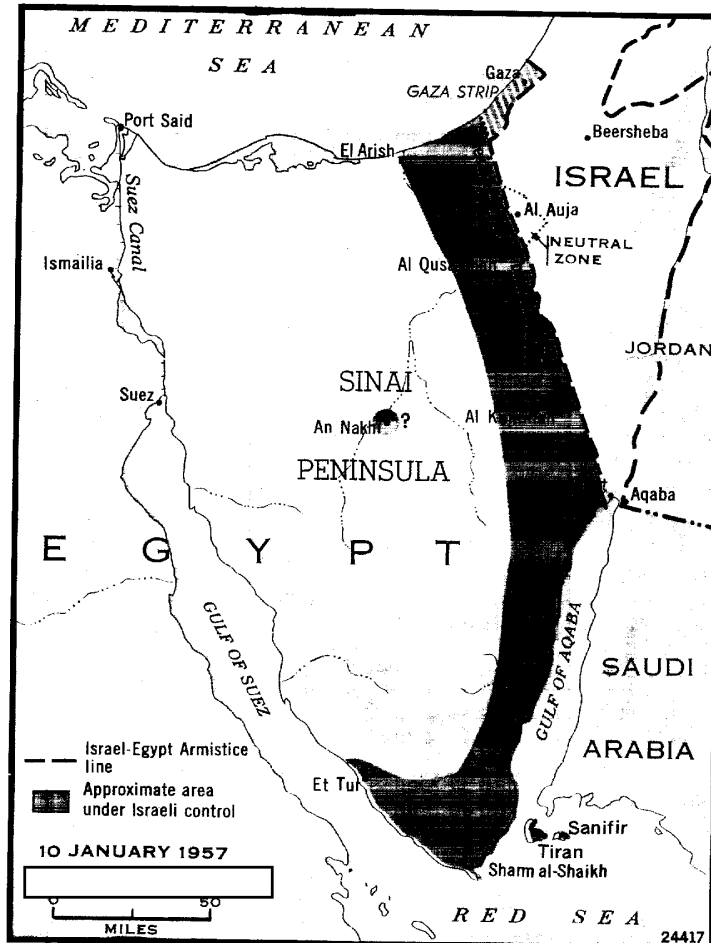 MEDITERRANEAN
SEA
Gaza
GAZA STRIP
Port Said
Beersheba
El Arish
ISRAEL
Suez Canal
Al Auja
NEUTRAL
ZONE
Ismailia
JORDAN
SINAI
Suez
An Nakhl ?
PENINSULA
Aqaba
EGYPT
GULF OF SUEZ
GULF OF AQABA
SAUDI
ARABIA
Israel-Egypt Armistice
line
Et Tur
Approximate area
under Israeli control
Sanifir
Tiran
10 JANUARY 1957
Sharm al-Shaikh
0 50
MILES
RED SEA
24417